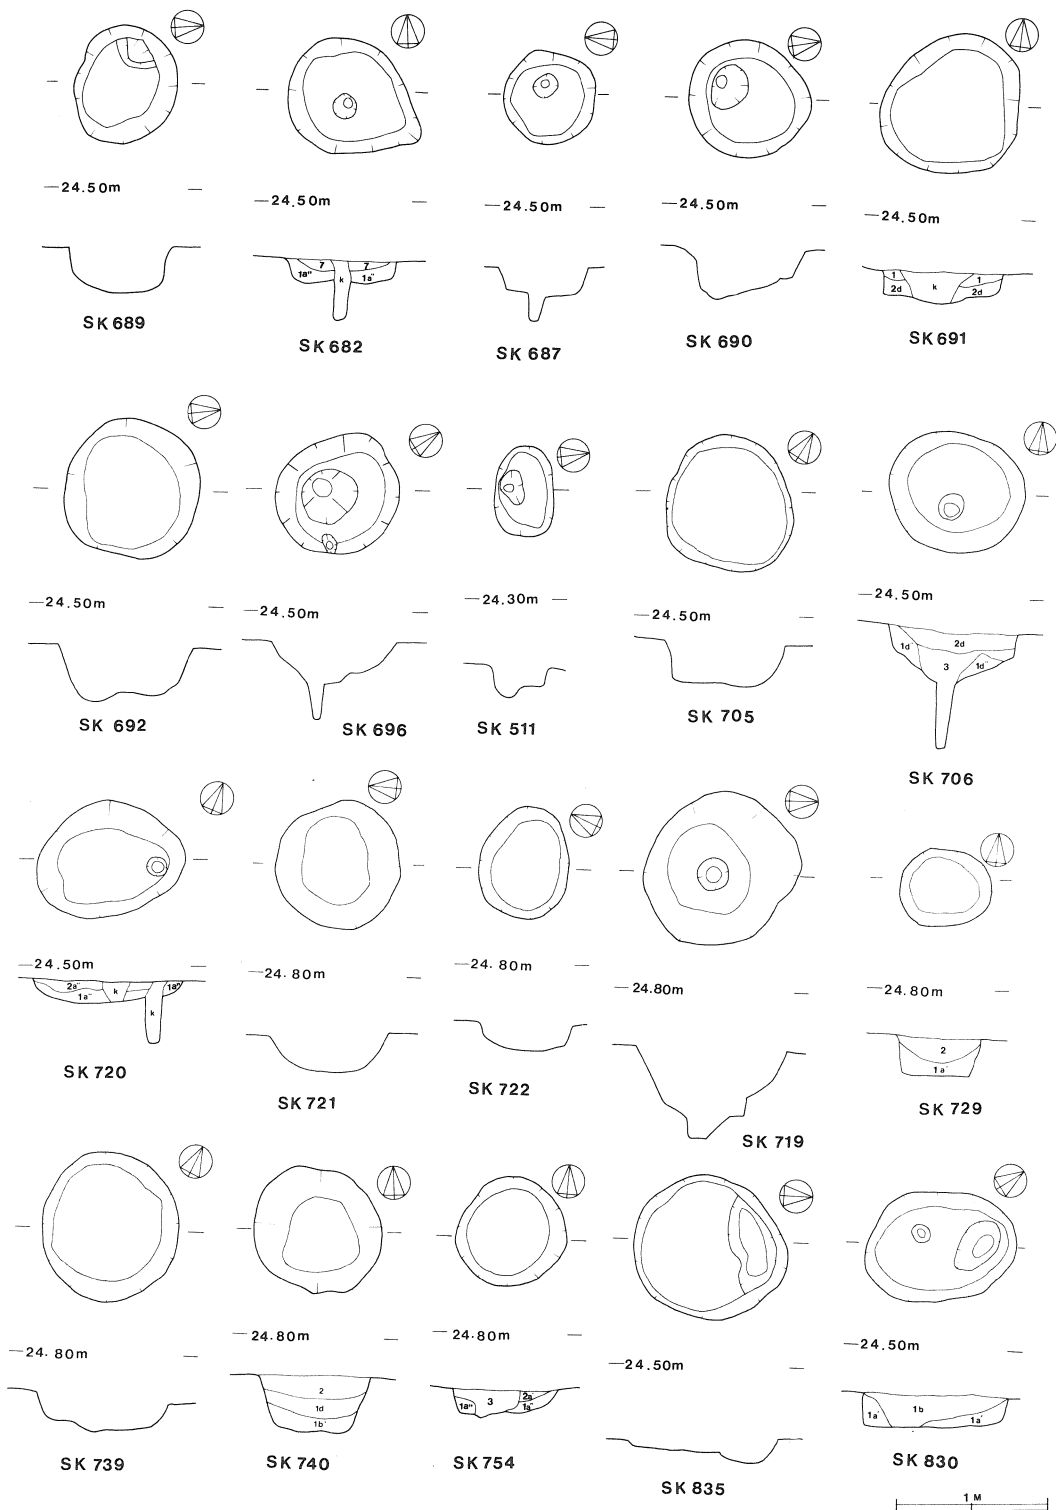 —24.50m —
—24.50m —
—24.50m —
—24.50m —
—24.50m —
7 7
1a" k 1a"
1 k 1
2d 2d
SK 689
SK 682
SK 687
SK 690
SK 691
—24.50m —
—24.50m —
—24.30m —
—24.50m —
—24.50m —
2d
1d' 3 1d"
SK 692
SK 696
SK 511
SK 705
SK 706
—24.50m —
—24.80m —
—24.80m —
—24.80m —
—24.80m —
2a" k 1a"
1a" k
2
1a'
SK 720
SK 721
SK 722
SK 719
SK 729
—24.80m —
—24.80m —
—24.80m —
—24.50m —
—24.50m —
2
1d
1b'
1a" 3 2a
1a"
1a' 1b 1a'
SK 739
SK 740
SK 754
SK 835
SK 830
1 M